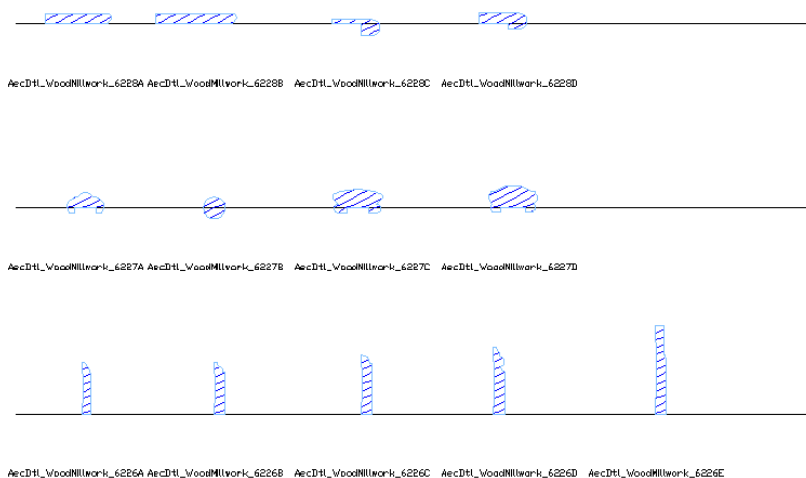 AecDtl_WoodMillwork_6228A AecDtl_WoodMillwork_6228B AecDtl_WoodMillwork_6228C AecDtl_WoodMillwork_6228D
AecDtl_WoodMillwork_6227A AecDtl_WoodMillwork_6227B AecDtl_WoodMillwork_6227C AecDtl_WoodMillwork_6227D
AecDtl_WoodMillwork_6226A AecDtl_WoodMillwork_6226B AecDtl_WoodMillwork_6226C AecDtl_WoodMillwork_6226D AecDtl_WoodMillwork_6226E